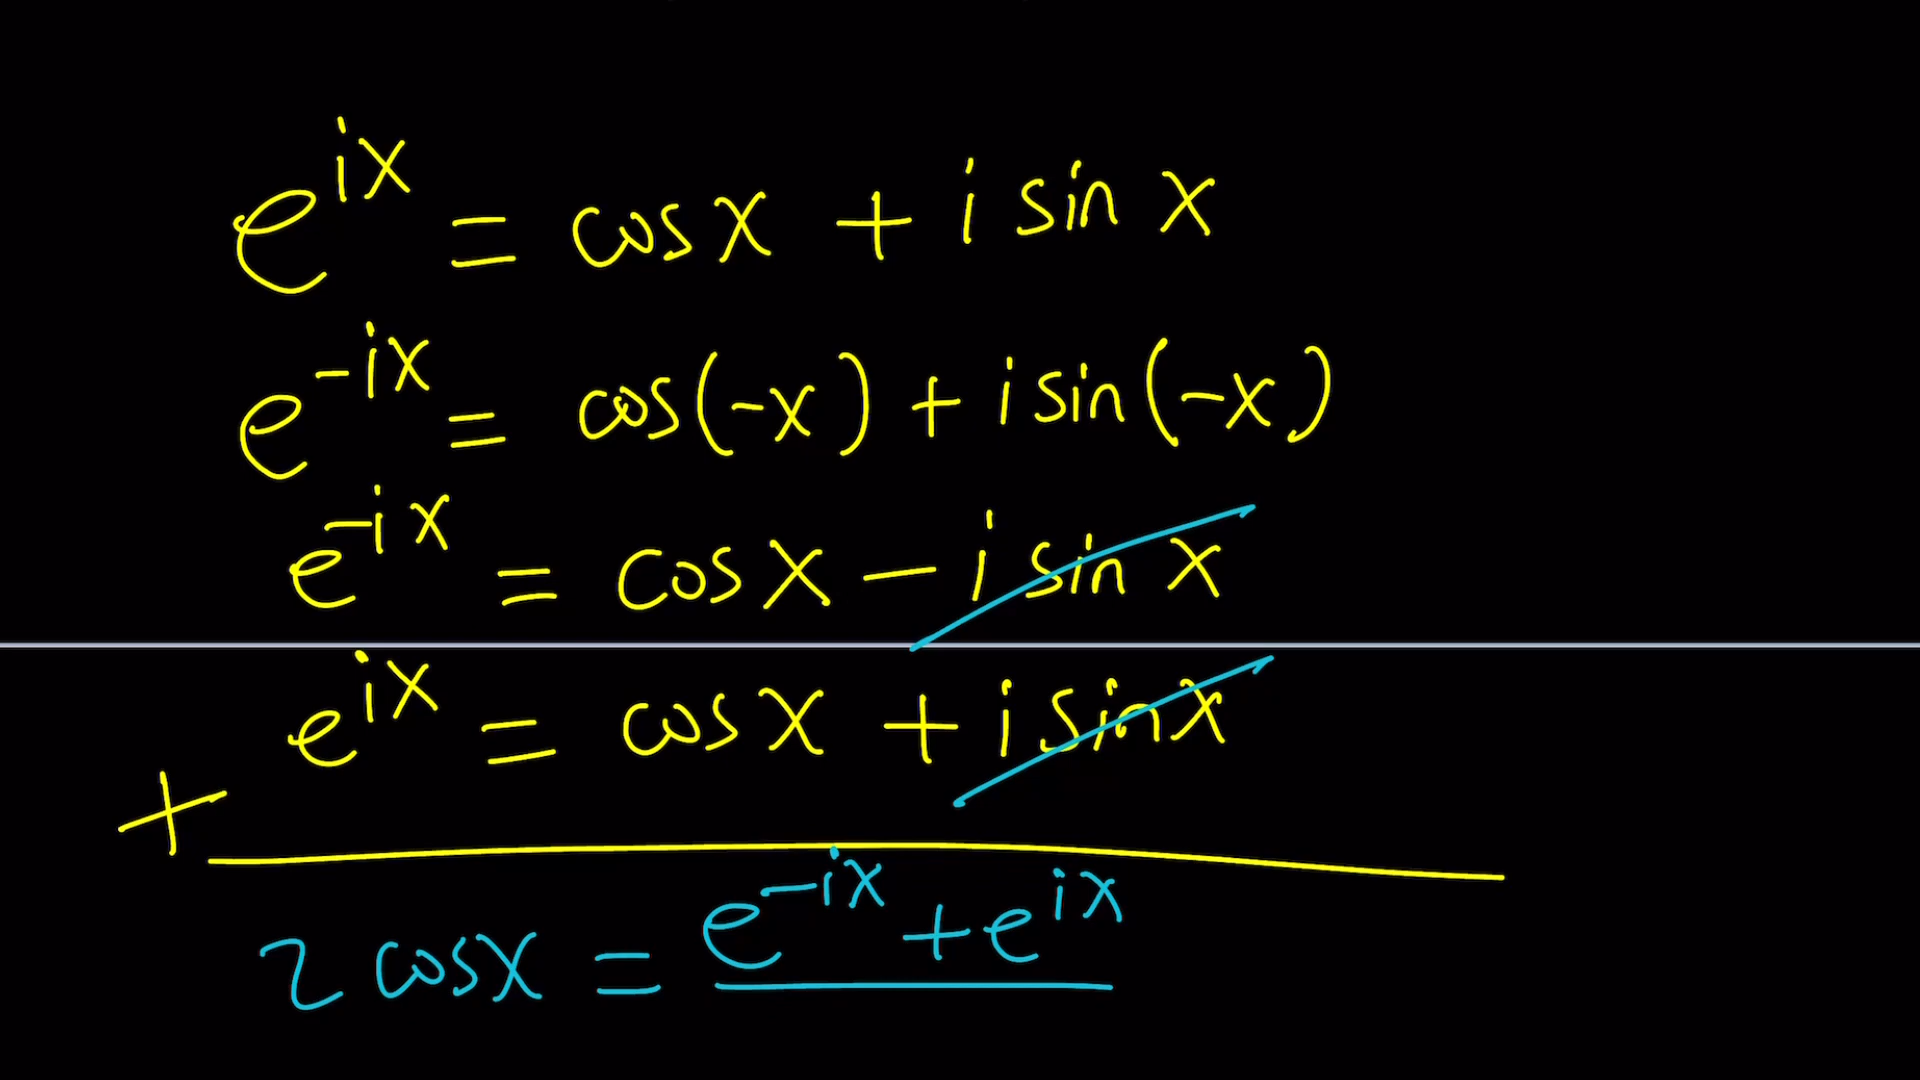 e^{ix} = cos x + i sin x
e^{-ix} = cos(-x) + i sin(-x)
e^{-ix} = cos x - i sin x
e^{ix} = cos x + i sin x
+
2 cos x = e^{-ix} + e^{ix}